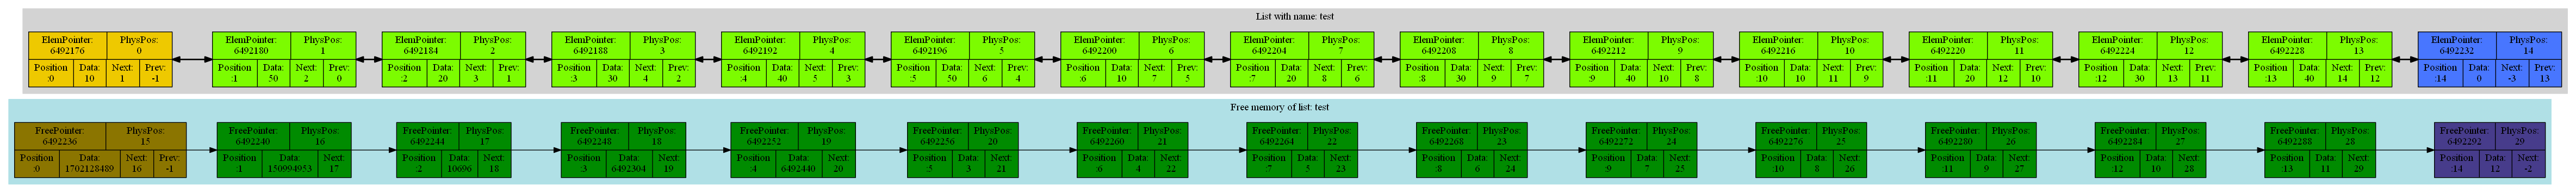 List with name: test
ElemPointer: PhysPos:
6492176 0
Position Data: Next: Prev:
:0 10 1 -1
ElemPointer: PhysPos:
6492180 1
Position Data: Next: Prev:
:1 50 2 0
ElemPointer: PhysPos:
6492184 2
Position Data: Next: Prev:
:2 20 3 1
ElemPointer: PhysPos:
6492188 3
Position Data: Next: Prev:
:3 30 4 2
ElemPointer: PhysPos:
6492192 4
Position Data: Next: Prev:
:4 40 5 3
ElemPointer: PhysPos:
6492196 5
Position Data: Next: Prev:
:5 50 6 4
ElemPointer: PhysPos:
6492200 6
Position Data: Next: Prev:
:6 10 7 5
ElemPointer: PhysPos:
6492204 7
Position Data: Next: Prev:
:7 20 8 6
ElemPointer: PhysPos:
6492208 8
Position Data: Next: Prev:
:8 30 9 7
ElemPointer: PhysPos:
6492212 9
Position Data: Next: Prev:
:9 40 10 8
ElemPointer: PhysPos:
6492216 10
Position Data: Next: Prev:
:10 10 11 9
ElemPointer: PhysPos:
6492220 11
Position Data: Next: Prev:
:11 20 12 10
ElemPointer: PhysPos:
6492224 12
Position Data: Next: Prev:
:12 30 13 11
ElemPointer: PhysPos:
6492228 13
Position Data: Next: Prev:
:13 40 14 12
ElemPointer: PhysPos:
6492232 14
Position Data: Next: Prev:
:14 0 -3 13
Free memory of list: test
FreePointer: PhysPos:
6492236 15
Position Data: Next: Prev:
:0 1702128489 16 -1
FreePointer: PhysPos:
6492240 16
Position Data: Next:
:1 150994953 17
FreePointer: PhysPos:
6492244 17
Position Data: Next:
:2 10696 18
FreePointer: PhysPos:
6492248 18
Position Data: Next:
:3 6492304 19
FreePointer: PhysPos:
6492252 19
Position Data: Next:
:4 6492440 20
FreePointer: PhysPos:
6492256 20
Position Data: Next:
:5 3 21
FreePointer: PhysPos:
6492260 21
Position Data: Next:
:6 4 22
FreePointer: PhysPos:
6492264 22
Position Data: Next:
:7 5 23
FreePointer: PhysPos:
6492268 23
Position Data: Next:
:8 6 24
FreePointer: PhysPos:
6492272 24
Position Data: Next:
:9 7 25
FreePointer: PhysPos:
6492276 25
Position Data: Next:
:10 8 26
FreePointer: PhysPos:
6492280 26
Position Data: Next:
:11 9 27
FreePointer: PhysPos:
6492284 27
Position Data: Next:
:12 10 28
FreePointer: PhysPos:
6492288 28
Position Data: Next:
:13 11 29
FreePointer: PhysPos:
6492292 29
Position Data: Next:
:14 12 -2